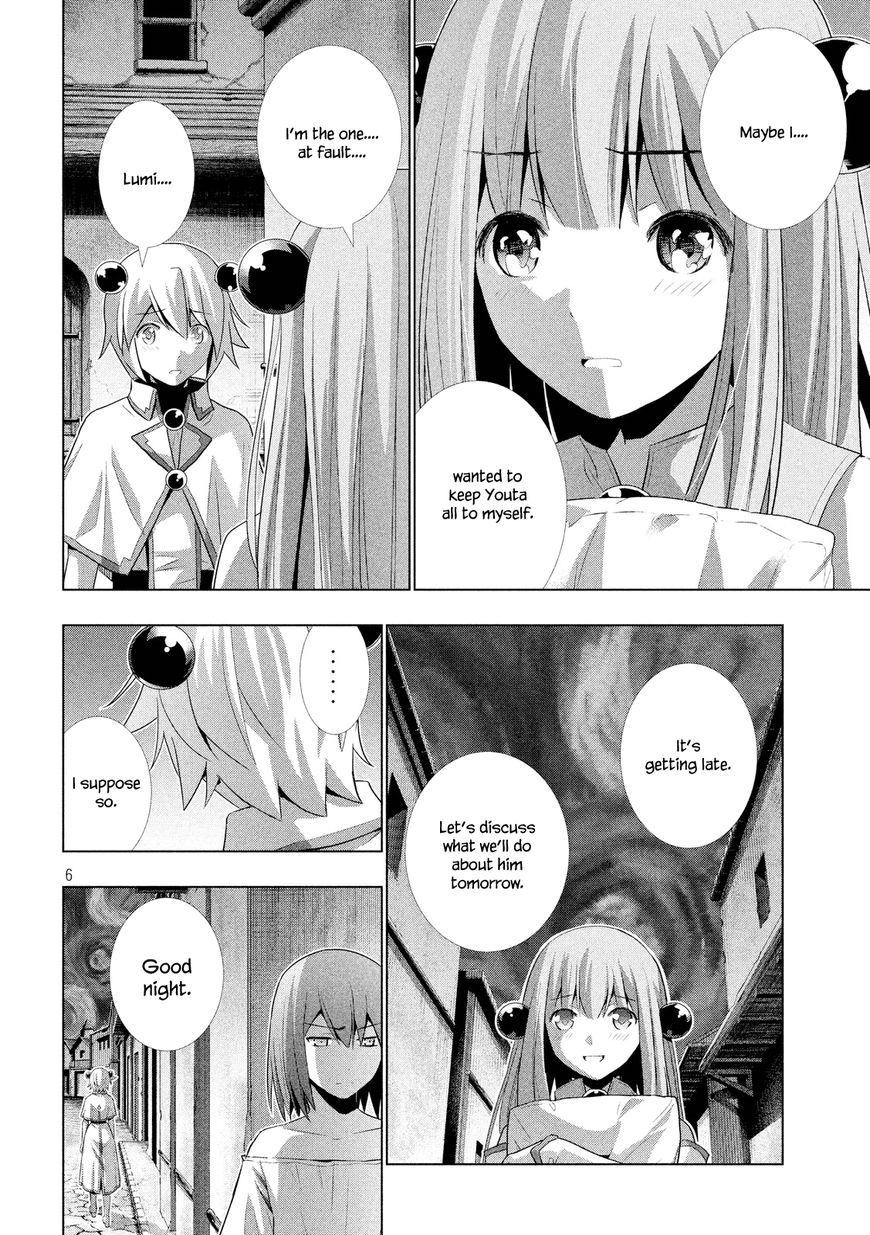 Maybe I....
wanted to
keep Youta
all to myself.
I'm the one....
at fault....
Lumi....
It's
getting late.
Let's discuss
what we'll do
about him
tomorrow.
......
I suppose
so.
Good
night.
6